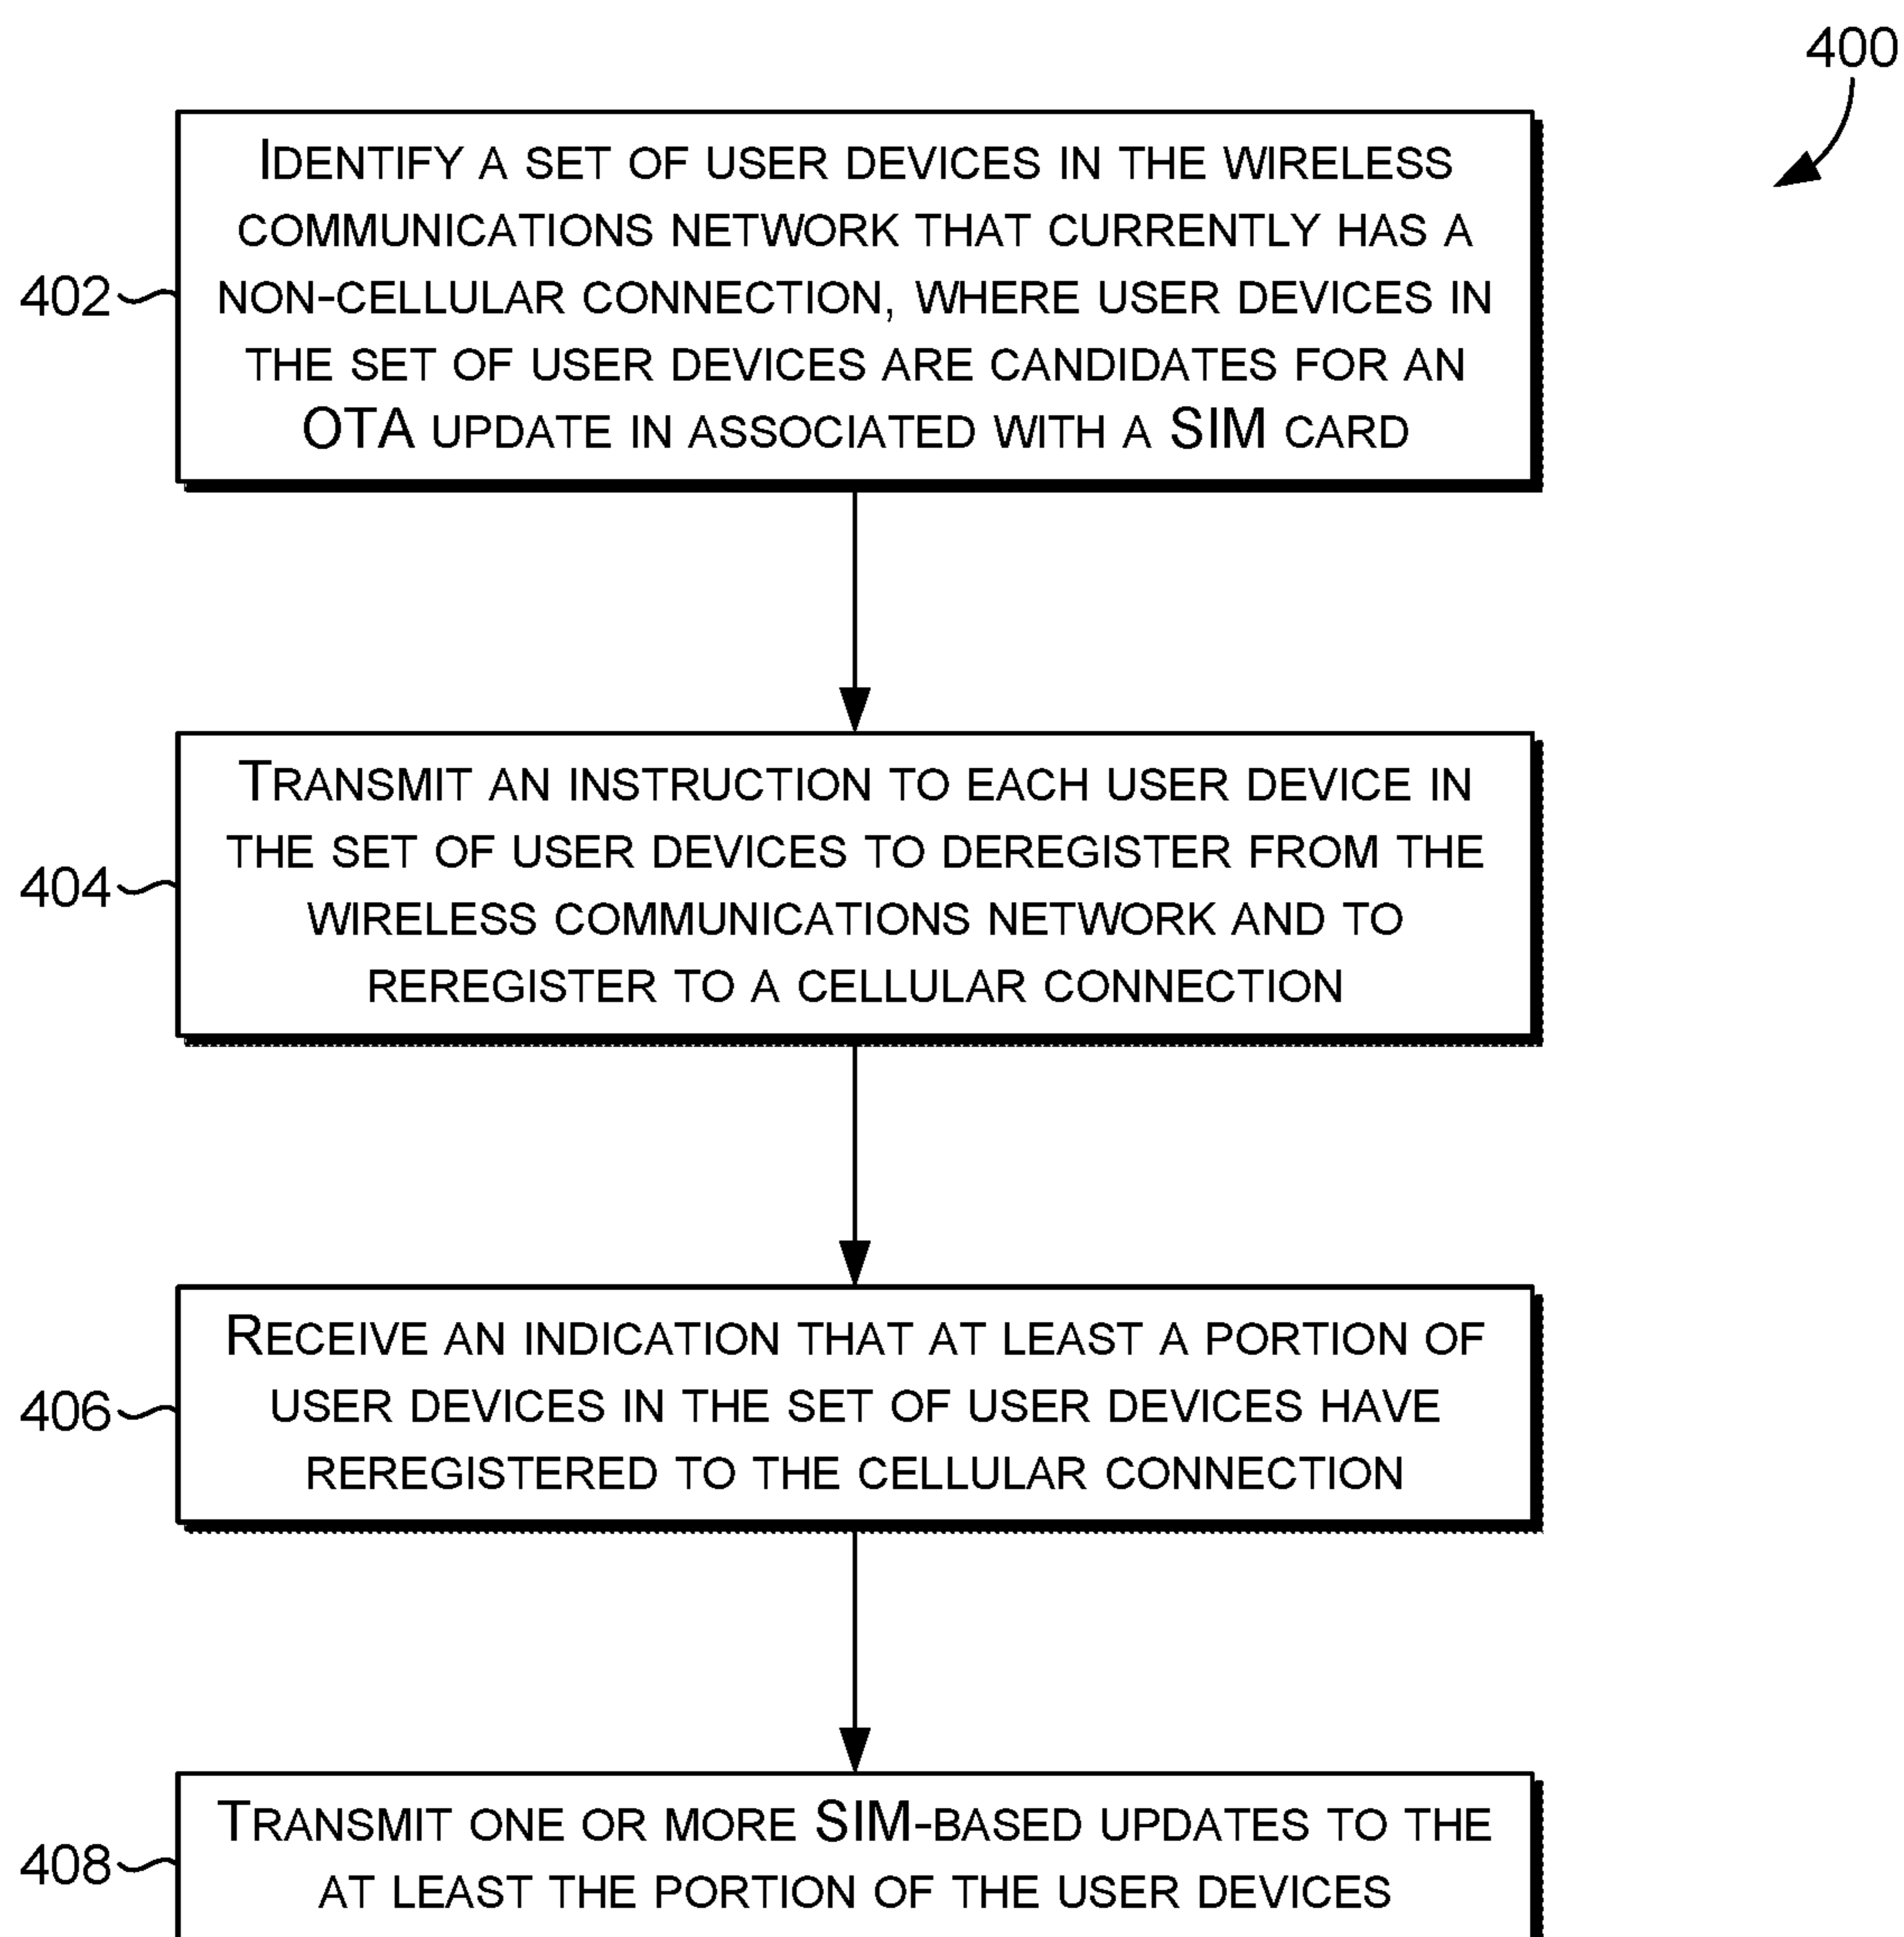 400
IDENTIFY A SET OF USER DEVICES IN THE WIRELESS
COMMUNICATIONS NETWORK THAT CURRENTLY HAS A
402
NON-CELLULAR CONNECTION, WHERE USER DEVICES IN
THE SET OF USER DEVICES ARE CANDIDATES FOR AN
OTA UPDATE IN ASSOCIATED WITH A SIM CARD
TRANSMIT AN INSTRUCTION TO EACH USER DEVICE IN
THE SET OF USER DEVICES TO DEREGISTER FROM THE
404
WIRELESS COMMUNICATIONS NETWORK AND TO
REREGISTER TO A CELLULAR CONNECTION
RECEIVE AN INDICATION THAT AT LEAST A PORTION OF
406
USER DEVICES IN THE SET OF USER DEVICES HAVE
REREGISTERED TO THE CELLULAR CONNECTION
TRANSMIT ONE OR MORE SIM-BASED UPDATES TO THE
408
AT LEAST THE PORTION OF THE USER DEVICES